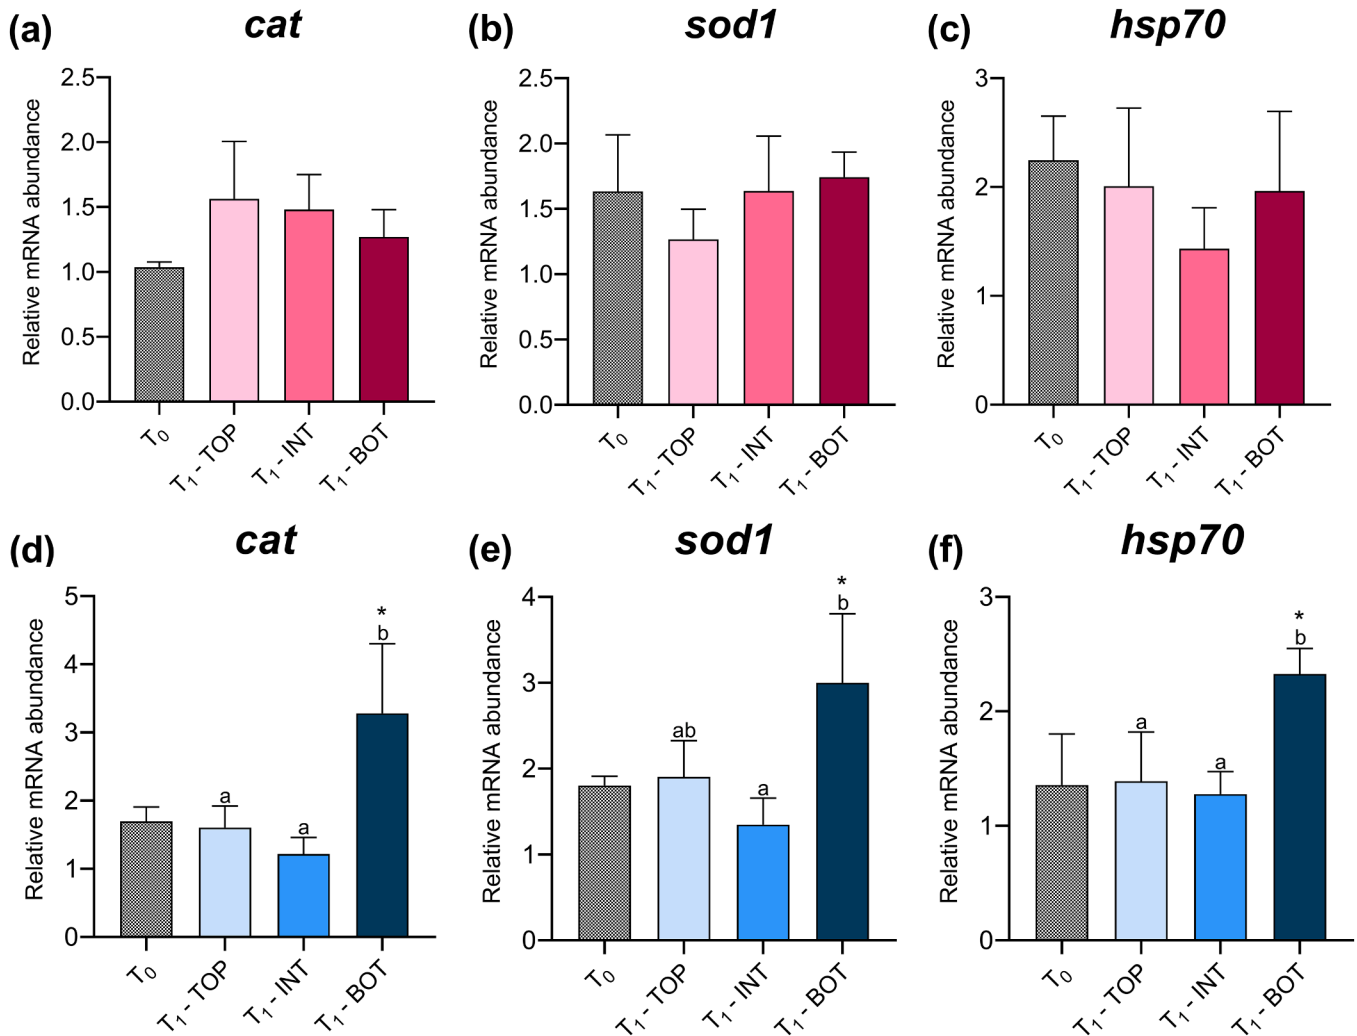 (a) cat
Relative mRNA abundance
2.5
2.0
1.5
1.0
0.5
0.0
T0
T1 - TOP
T1 - INT
T1 - BOT
(b) sod1
Relative mRNA abundance
2.5
2.0
1.5
1.0
0.5
0.0
T0
T1 - TOP
T1 - INT
T1 - BOT
(c) hsp70
Relative mRNA abundance
3
2
1
0
T0
T1 - TOP
T1 - INT
T1 - BOT
(d) cat
Relative mRNA abundance
5
4
3
2
1
0
a
a
*
b
T0
T1 - TOP
T1 - INT
T1 - BOT
(e) sod1
Relative mRNA abundance
4
3
2
1
0
ab
a
*
b
T0
T1 - TOP
T1 - INT
T1 - BOT
(f) hsp70
Relative mRNA abundance
3
2
1
0
a
a
*
b
T0
T1 - TOP
T1 - INT
T1 - BOT